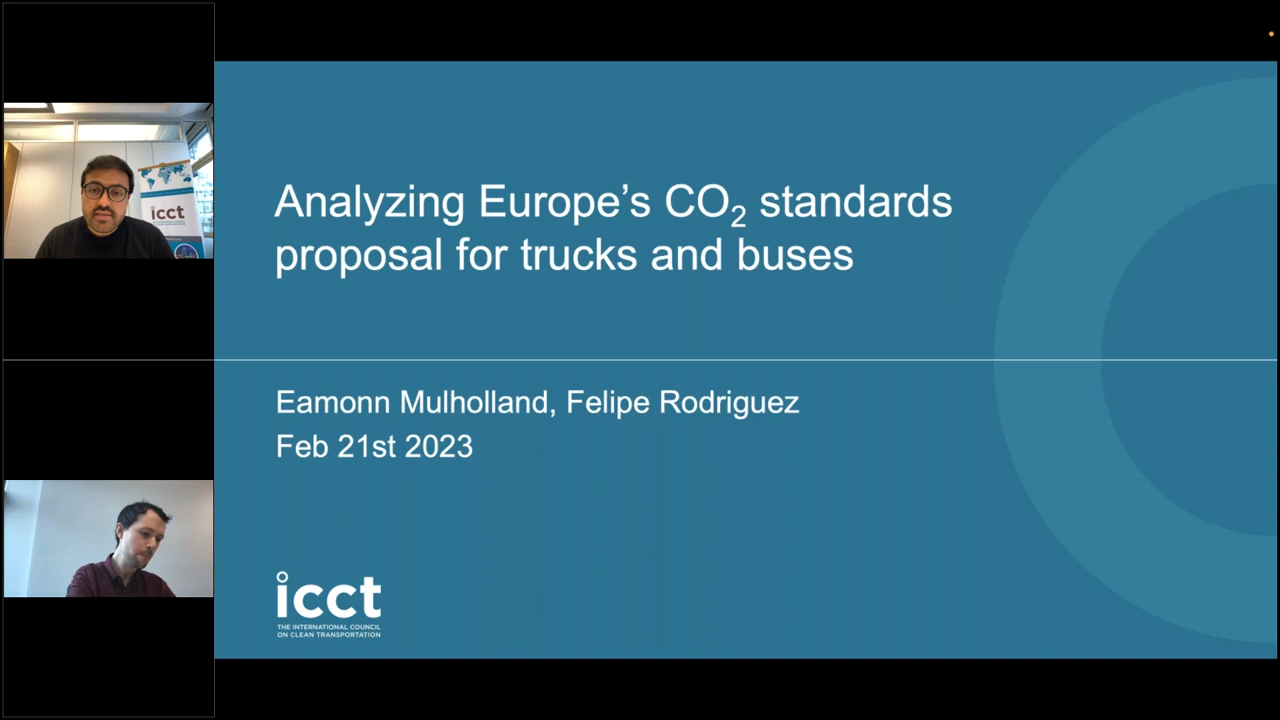 icct
Analyzing Europe’s CO₂ standards
proposal for trucks and buses
Eamonn Mulholland, Felipe Rodriguez
Feb 21st 2023
icct
THE INTERNATIONAL COUNCIL
ON CLEAN TRANSPORTATION